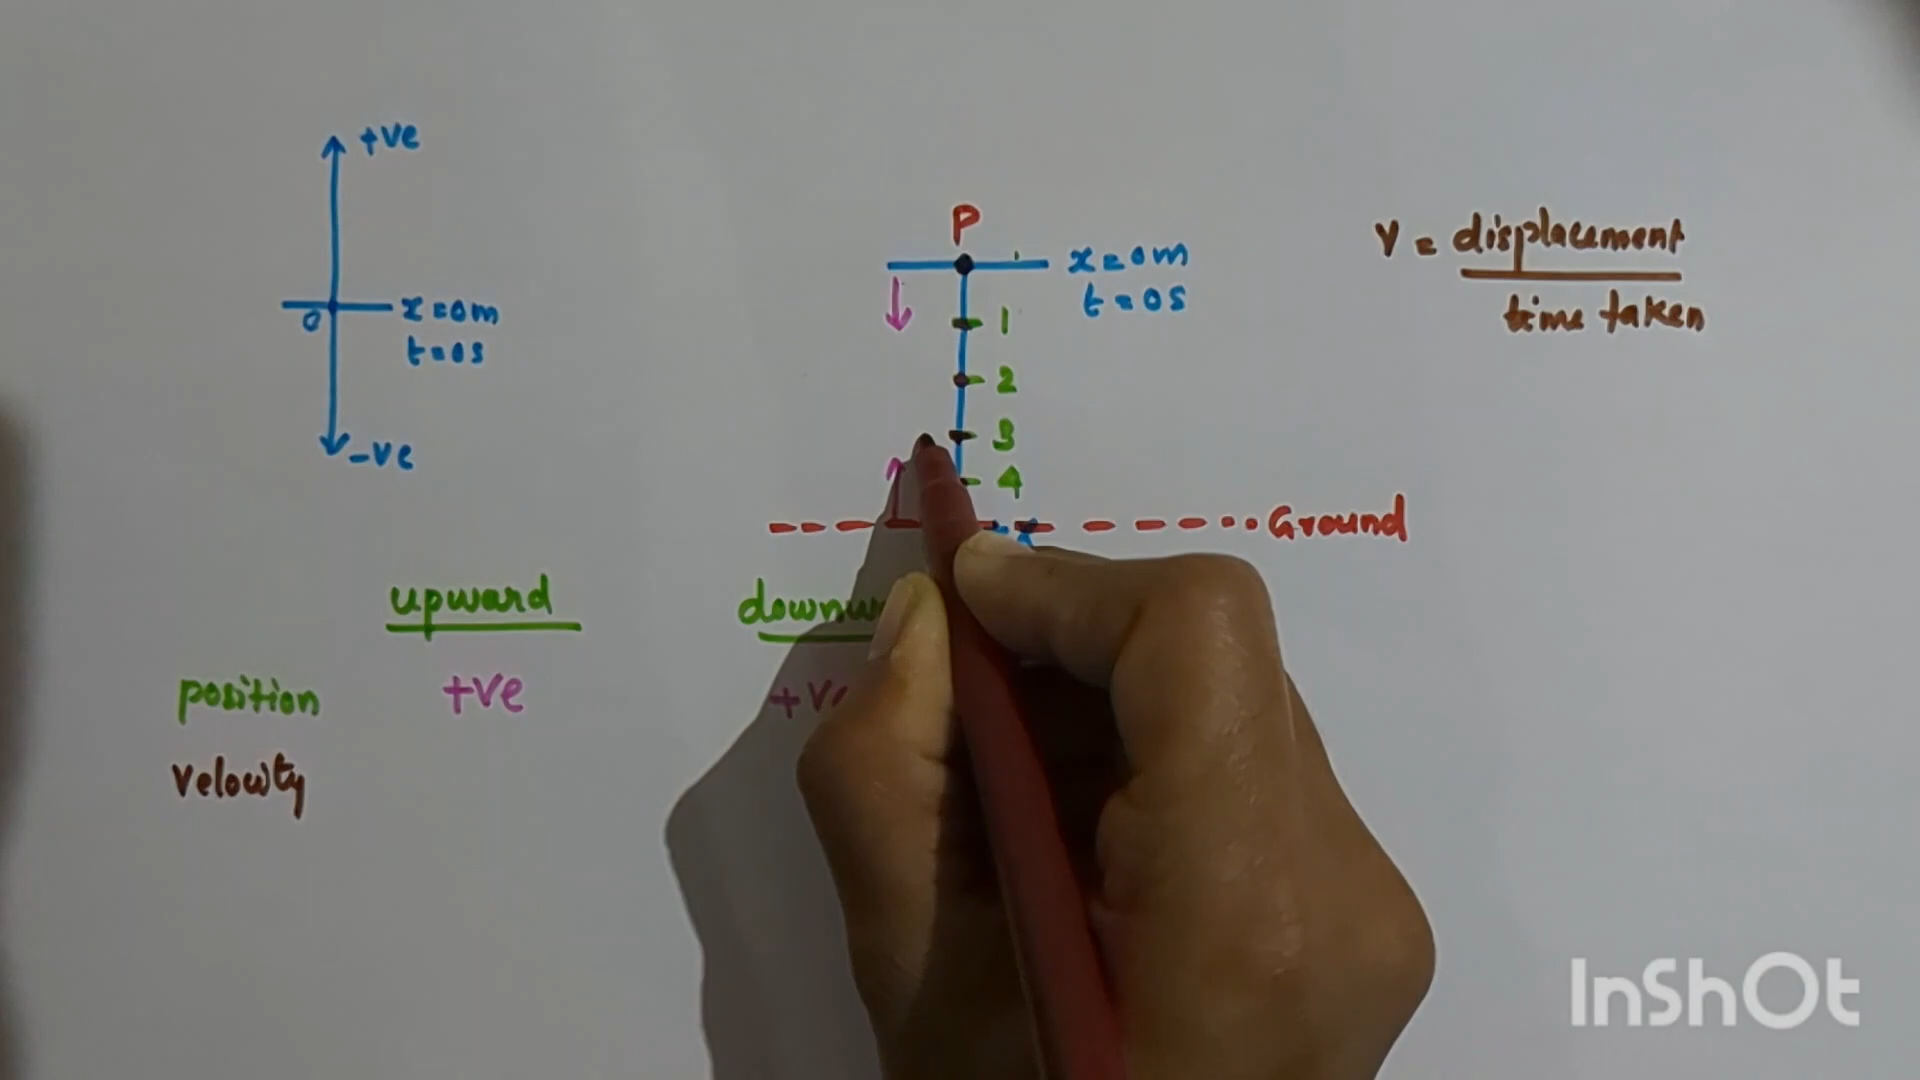 +ve
O
x=0m
t=0s
-ve
P
x=0m
t=0s
1
2
3
4
Ground
v = displacement
time taken
upward
position +ve
velocity
InShOt